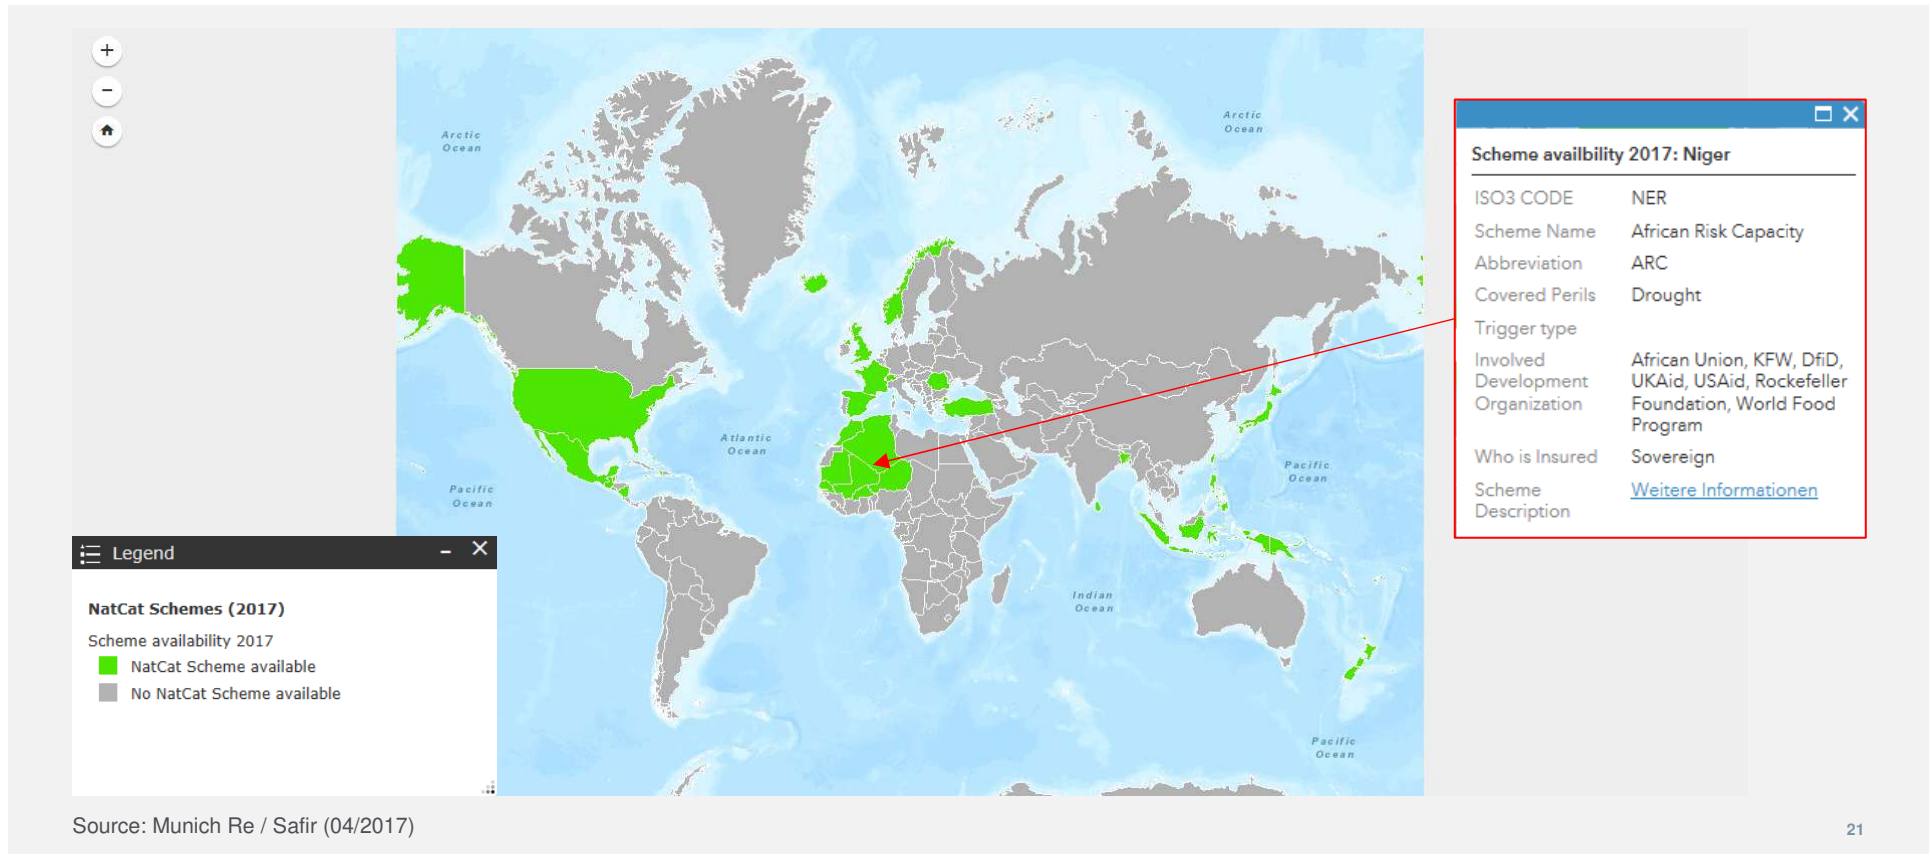 +
−
Arctic
Ocean
Arctic
Ocean
Atlantic
Ocean
Pacific
Ocean
Pacific
Ocean
Indian
Ocean
Pacific
Ocean
Scheme availbility 2017: Niger
ISO3 CODE NER
Scheme Name African Risk Capacity
Abbreviation ARC
Covered Perils Drought
Trigger type
Involved African Union, KFW, DfiD,
Development UKAid, USAid, Rockefeller
Organization Foundation, World Food
Program
Who is Insured Sovereign
Scheme Weitere Informationen
Description
Legend
NatCat Schemes (2017)
Scheme availability 2017
NatCat Scheme available
No NatCat Scheme available
Source: Munich Re / Safir (04/2017)
21